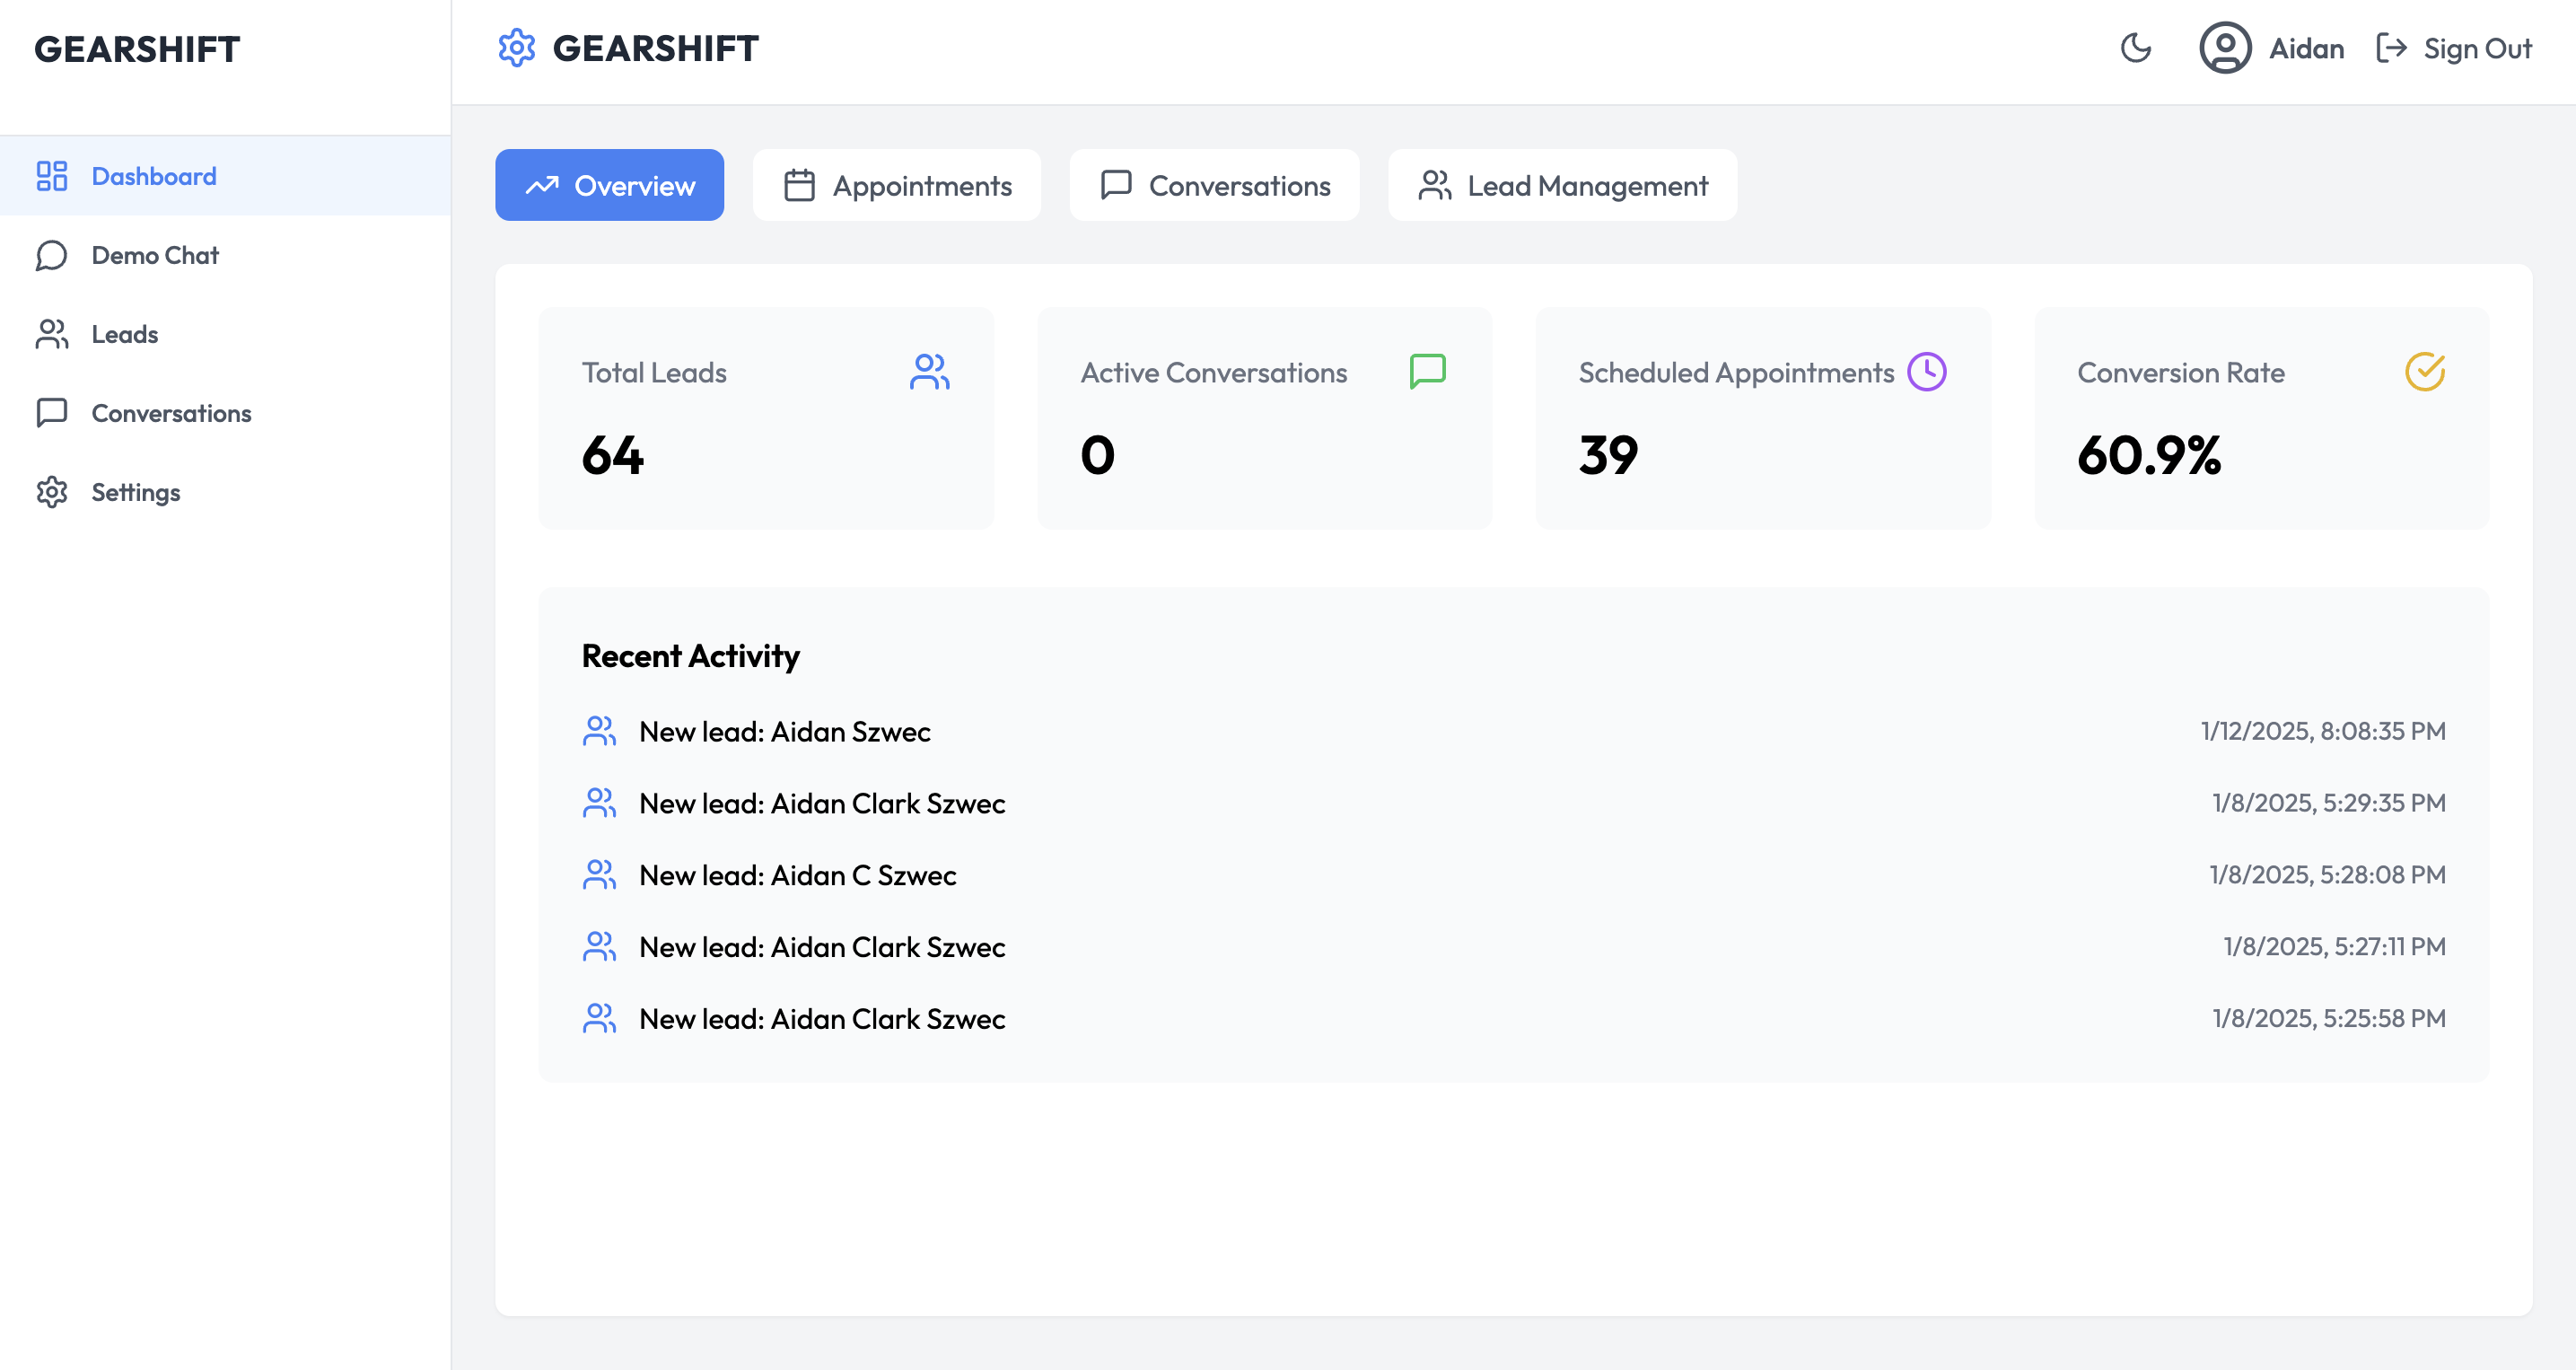 GEARSHIFT
Dashboard
Demo Chat
Leads
Conversations
Settings
GEARSHIFT
Aidan
Sign Out
Overview
Appointments
Conversations
Lead Management
Total Leads
64
Active Conversations
0
Scheduled Appointments
39
Conversion Rate
60.9%
Recent Activity
New lead: Aidan Szwec 1/12/2025, 8:08:35 PM
New lead: Aidan Clark Szwec 1/8/2025, 5:29:35 PM
New lead: Aidan C Szwec 1/8/2025, 5:28:08 PM
New lead: Aidan Clark Szwec 1/8/2025, 5:27:11 PM
New lead: Aidan Clark Szwec 1/8/2025, 5:25:58 PM